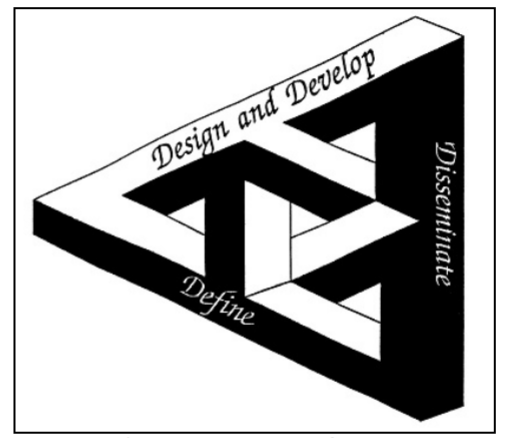 Design and Develop
Disseminate
Define